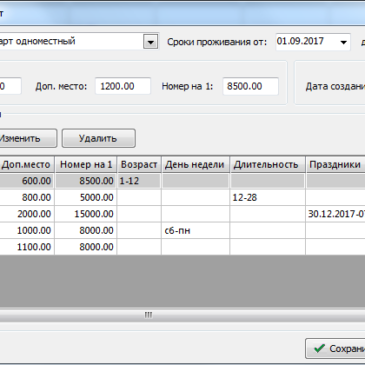 т
арт одноместный Сроки проживания от: 01.09.2017 д
0 Доп. место: 1200.00 Номер на 1: 8500.00 Дата создани
Изменить Удалить
Доп.место Номер на 1 Возраст День недели Длительность Праздники
600.00 8500.00 1-12
800.00 5000.00 12-28
2000.00 15000.00 30.12.2017-0
1000.00 8000.00 сб-пн
1100.00 8000.00
Сохрани